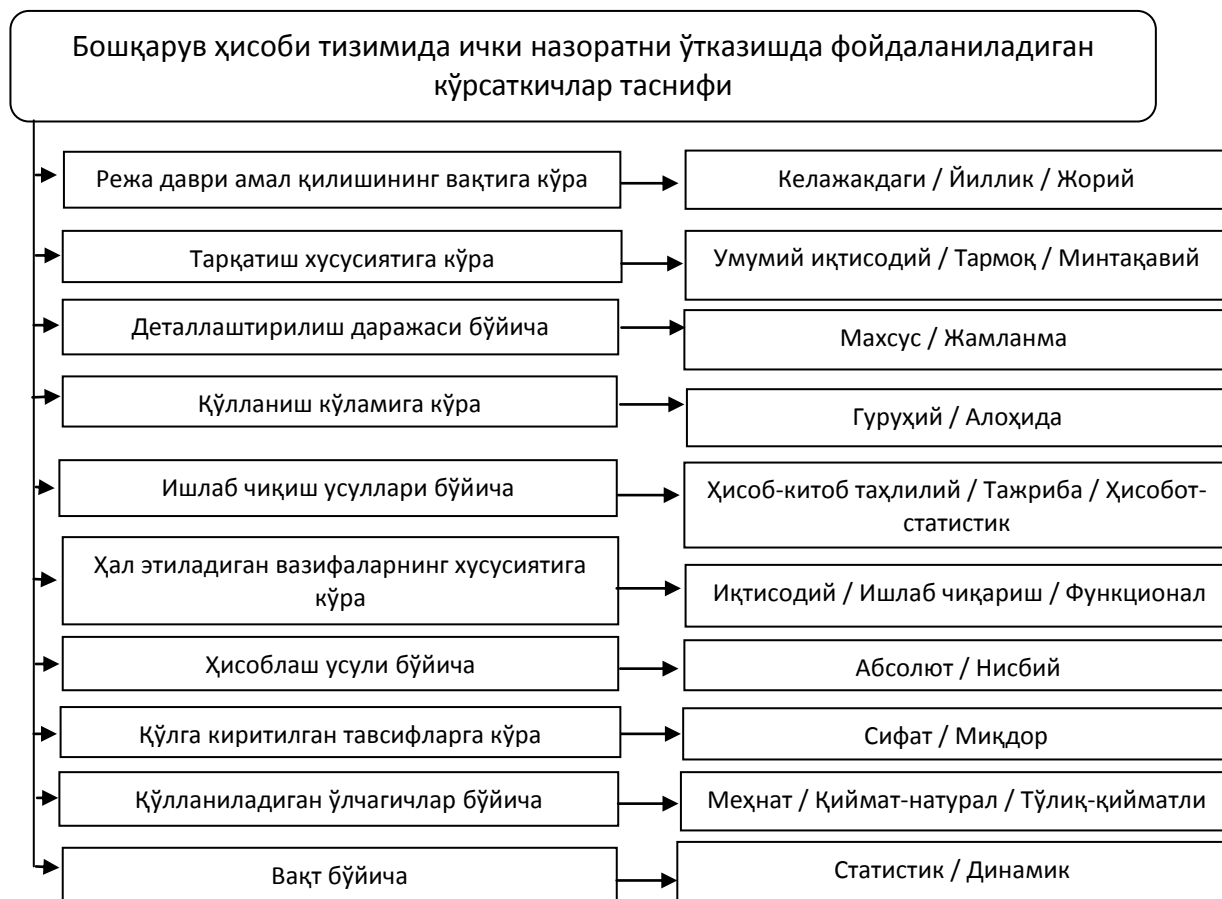 Бошқарув ҳисоби тизимида ички назоратни ўтказишда фойдаланиладиган
кўрсаткичлар таснифи
Режа даври амал қилишининг вақтига кўра
Келажакдаги / Йиллик / Жорий
Тарқатиш хусусиятига кўра
Умумий иқтисодий / Тармоқ / Минтақавий
Деталлаштирилиш даражаси бўйича
Махсус / Жамланма
Қўлланиш кўламига кўра
Гуруҳий / Алоҳида
Ишлаб чиқиш усуллари бўйича
Ҳисоб-китоб таҳлилий / Тажриба / Ҳисобот-
статистик
Ҳал этиладиган вазифаларнинг хусусиятига
кўра
Иқтисодий / Ишлаб чиқариш / Функционал
Ҳисоблаш усули бўйича
Абсолют / Нисбий
Қўлга киритилган тавсифларга кўра
Сифат / Миқдор
Қўлланиладиган ўлчагичлар бўйича
Меҳнат / Қиймат-натурал / Тўлиқ-қийматли
Вақт бўйича
Статистик / Динамик